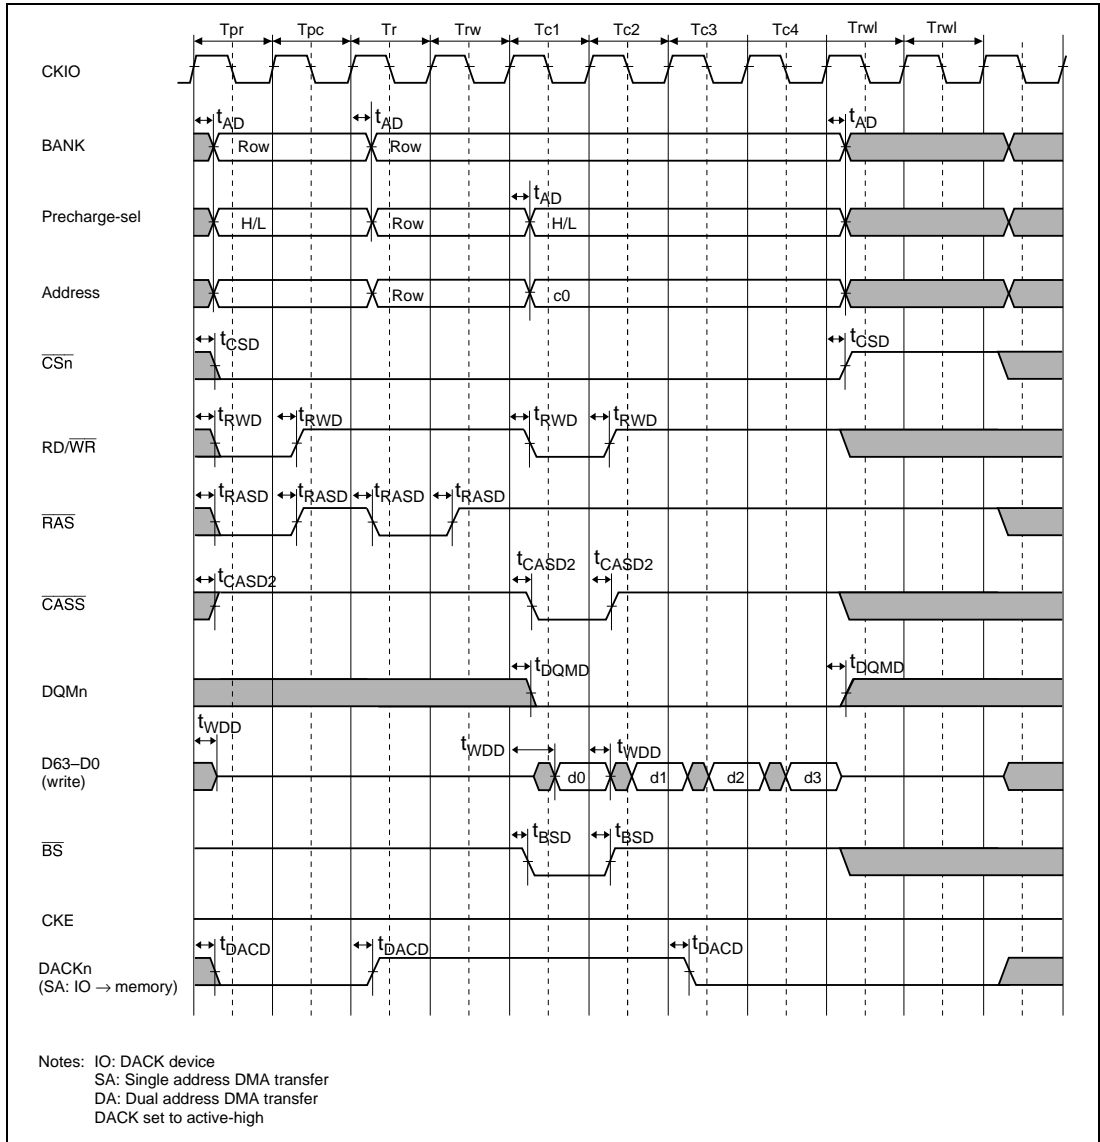 Tpr Tpc Tr Trw Tc1 Tc2 Tc3 Tc4 Trwl Trwl
CKIO
tAD tAD tAD
BANK Row Row
tAD
Precharge-sel H/L Row H/L
Address Row c0
tCSD tCSD
CSn
tRWD tRWD tRWD tRWD
RD/WR
tRASD tRASD tRASD tRASD
RAS
tCASD2 tCASD2 tCASD2
CASS
tDQMD tDQMD
DQMn
tWDD tWDD tWDD
D63–D0 d0 d1 d2 d3
(write)
tBSD tBSD
BS
CKE
tDACD tDACD tDACD
DACKn
(SA: IO → memory)
Notes: IO: DACK device
SA: Single address DMA transfer
DA: Dual address DMA transfer
DACK set to active-high